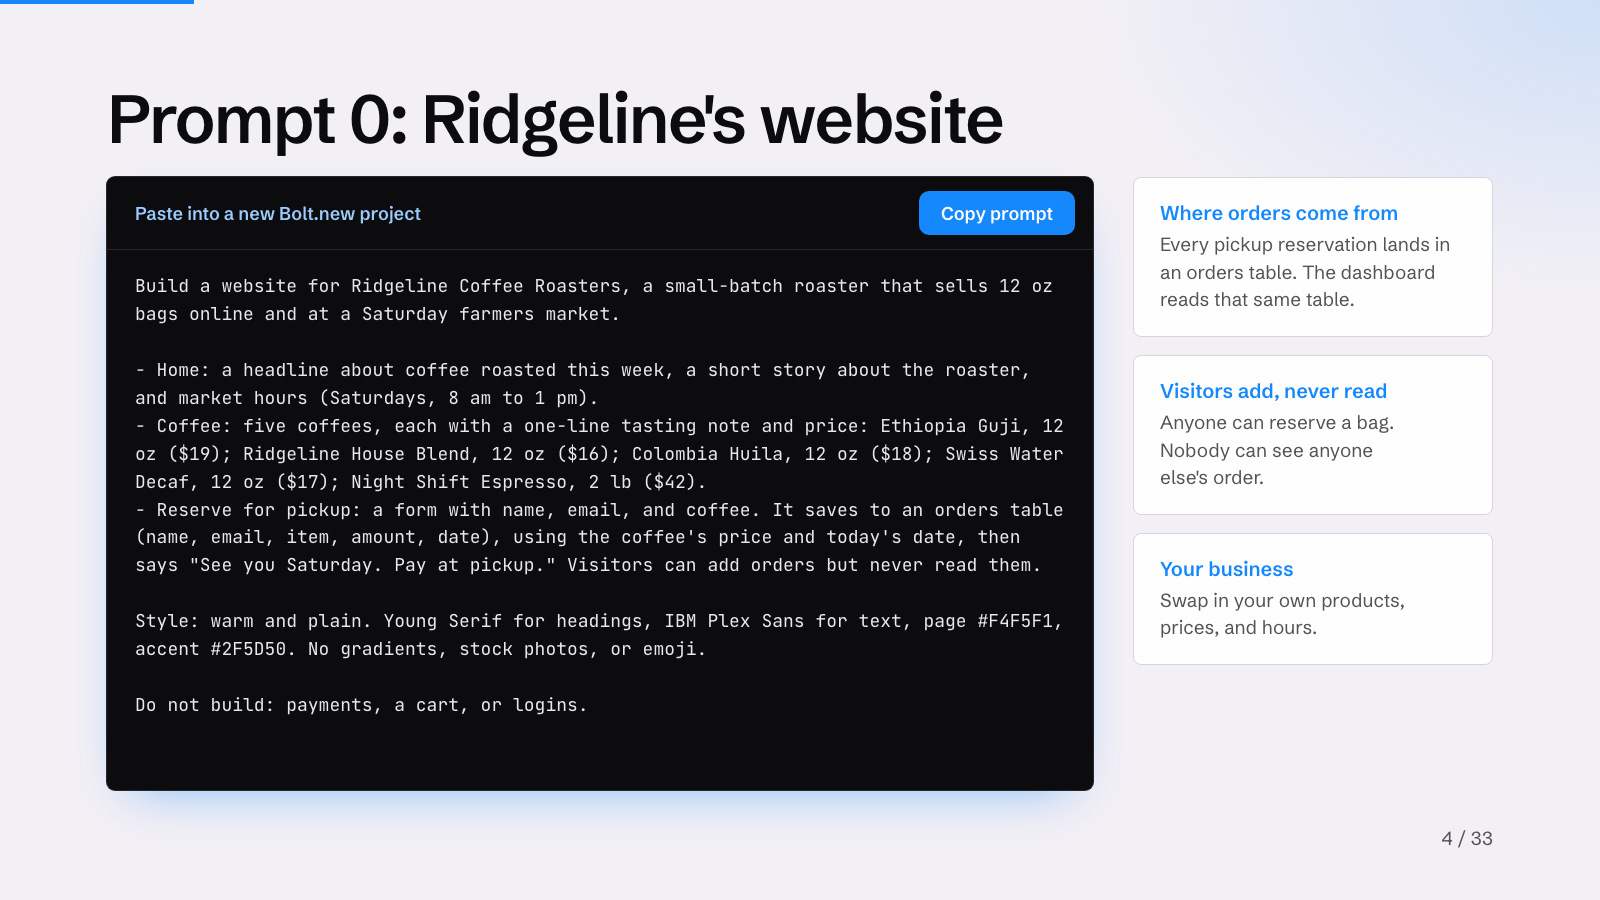 Prompt 0: Ridgeline's website
Paste into a new Bolt.new project
Copy prompt
Build a website for Ridgeline Coffee Roasters, a small-batch roaster that sells 12 oz
bags online and at a Saturday farmers market.
- Home: a headline about coffee roasted this week, a short story about the roaster,
and market hours (Saturdays, 8 am to 1 pm).
- Coffee: five coffees, each with a one-line tasting note and price: Ethiopia Guji, 12
oz ($19); Ridgeline House Blend, 12 oz ($16); Colombia Huila, 12 oz ($18); Swiss Water
Decaf, 12 oz ($17); Night Shift Espresso, 2 lb ($42).
- Reserve for pickup: a form with name, email, and coffee. It saves to an orders table
(name, email, item, amount, date), using the coffee's price and today's date, then
says "See you Saturday. Pay at pickup." Visitors can add orders but never read them.
Style: warm and plain. Young Serif for headings, IBM Plex Sans for text, page #F4F5F1,
accent #2F5D50. No gradients, stock photos, or emoji.
Do not build: payments, a cart, or logins.
Where orders come from
Every pickup reservation lands in
an orders table. The dashboard
reads that same table.
Visitors add, never read
Anyone can reserve a bag.
Nobody can see anyone
else's order.
Your business
Swap in your own products,
prices, and hours.
4 / 33